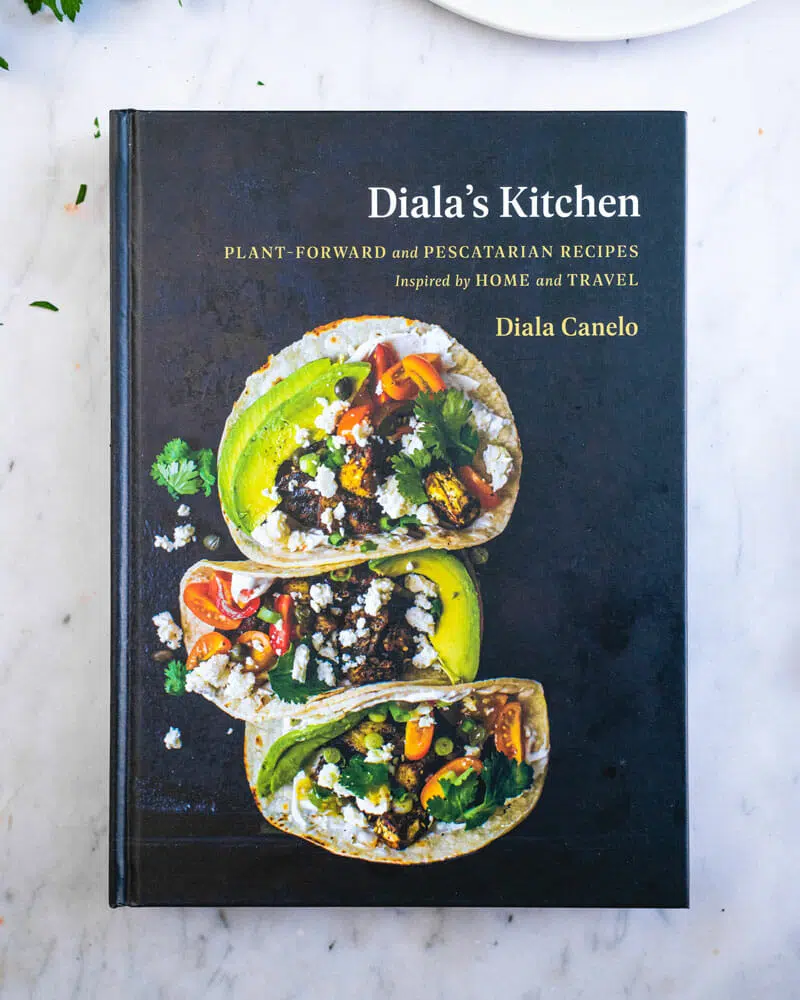 Diala's Kitchen
PLANT-FORWARD and PESCATARIAN RECIPES
Inspired by HOME and TRAVEL
Diala Canelo